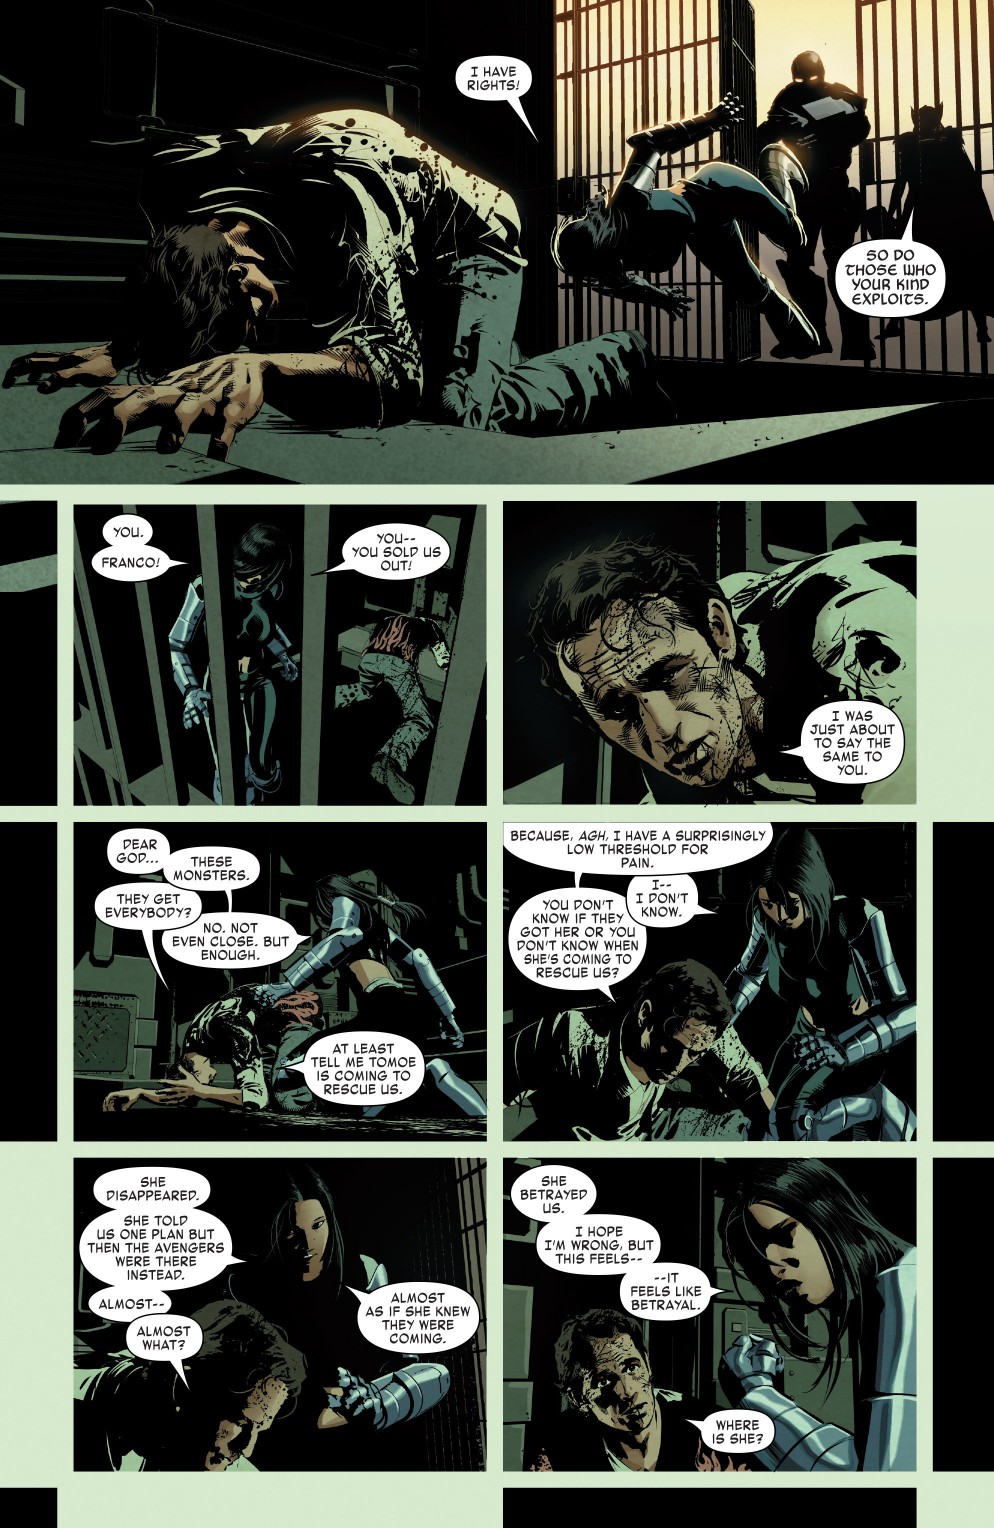 I HAVE
RIGHTS!
SO DO
THOSE WHO
YOUR KIND
EXPLOITS.
YOU.
FRANCO!
YOU--
YOU SOLD US
OUT!
I WAS
JUST ABOUT
TO SAY THE
SAME TO
YOU.
DEAR
GOD...
THESE
MONSTERS.
THEY GET
EVERYBODY?
NO. NOT
EVEN CLOSE. BUT
ENOUGH.
AT LEAST
TELL ME TOMOE
IS COMING TO
RESCUE US.
BECAUSE, AGH, I HAVE A SURPRISINGLY
LOW THRESHOLD FOR
PAIN.
I--
I DON'T
KNOW.
YOU DON'T
KNOW IF THEY
GOT HER OR YOU
DON'T KNOW WHEN
SHE'S COMING TO
RESCUE US?
SHE
DISAPPEARED.
SHE TOLD
US ONE PLAN BUT
THEN THE AVENGERS
WERE THERE
INSTEAD.
ALMOST--
ALMOST
WHAT?
ALMOST
AS IF SHE KNEW
THEY WERE
COMING.
SHE
BETRAYED
US.
I HOPE
I'M WRONG, BUT
THIS FEELS--
--IT
FEELS LIKE
BETRAYAL.
WHERE
IS SHE?